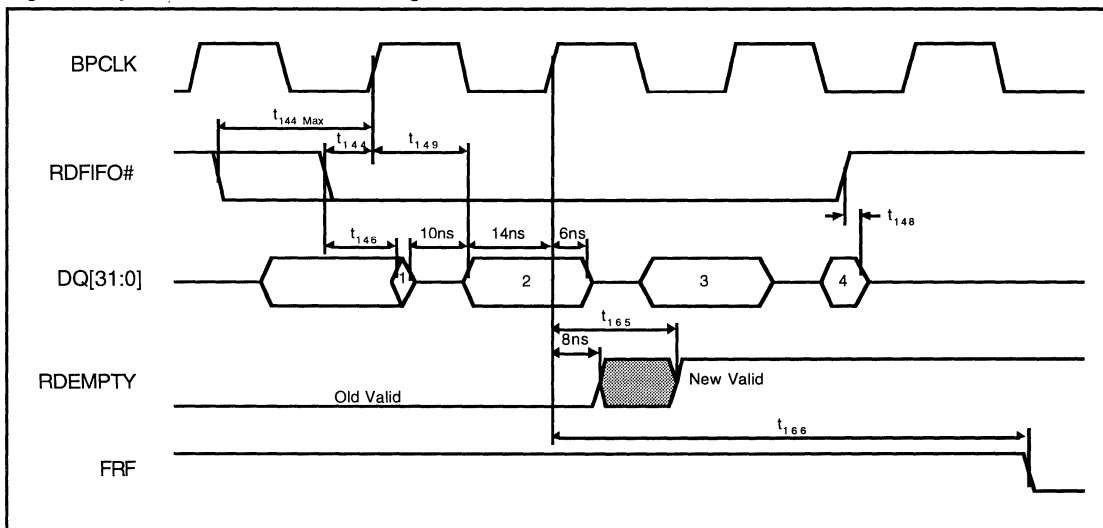 BPCLK
t144 Max
t144
t149
RDFIFO#
t148
t146
10ns
14ns
6ns
DQ[31:0]
1
2
3
4
t165
8ns
RDEMPTY
Old Valid
New Valid
t166
FRF